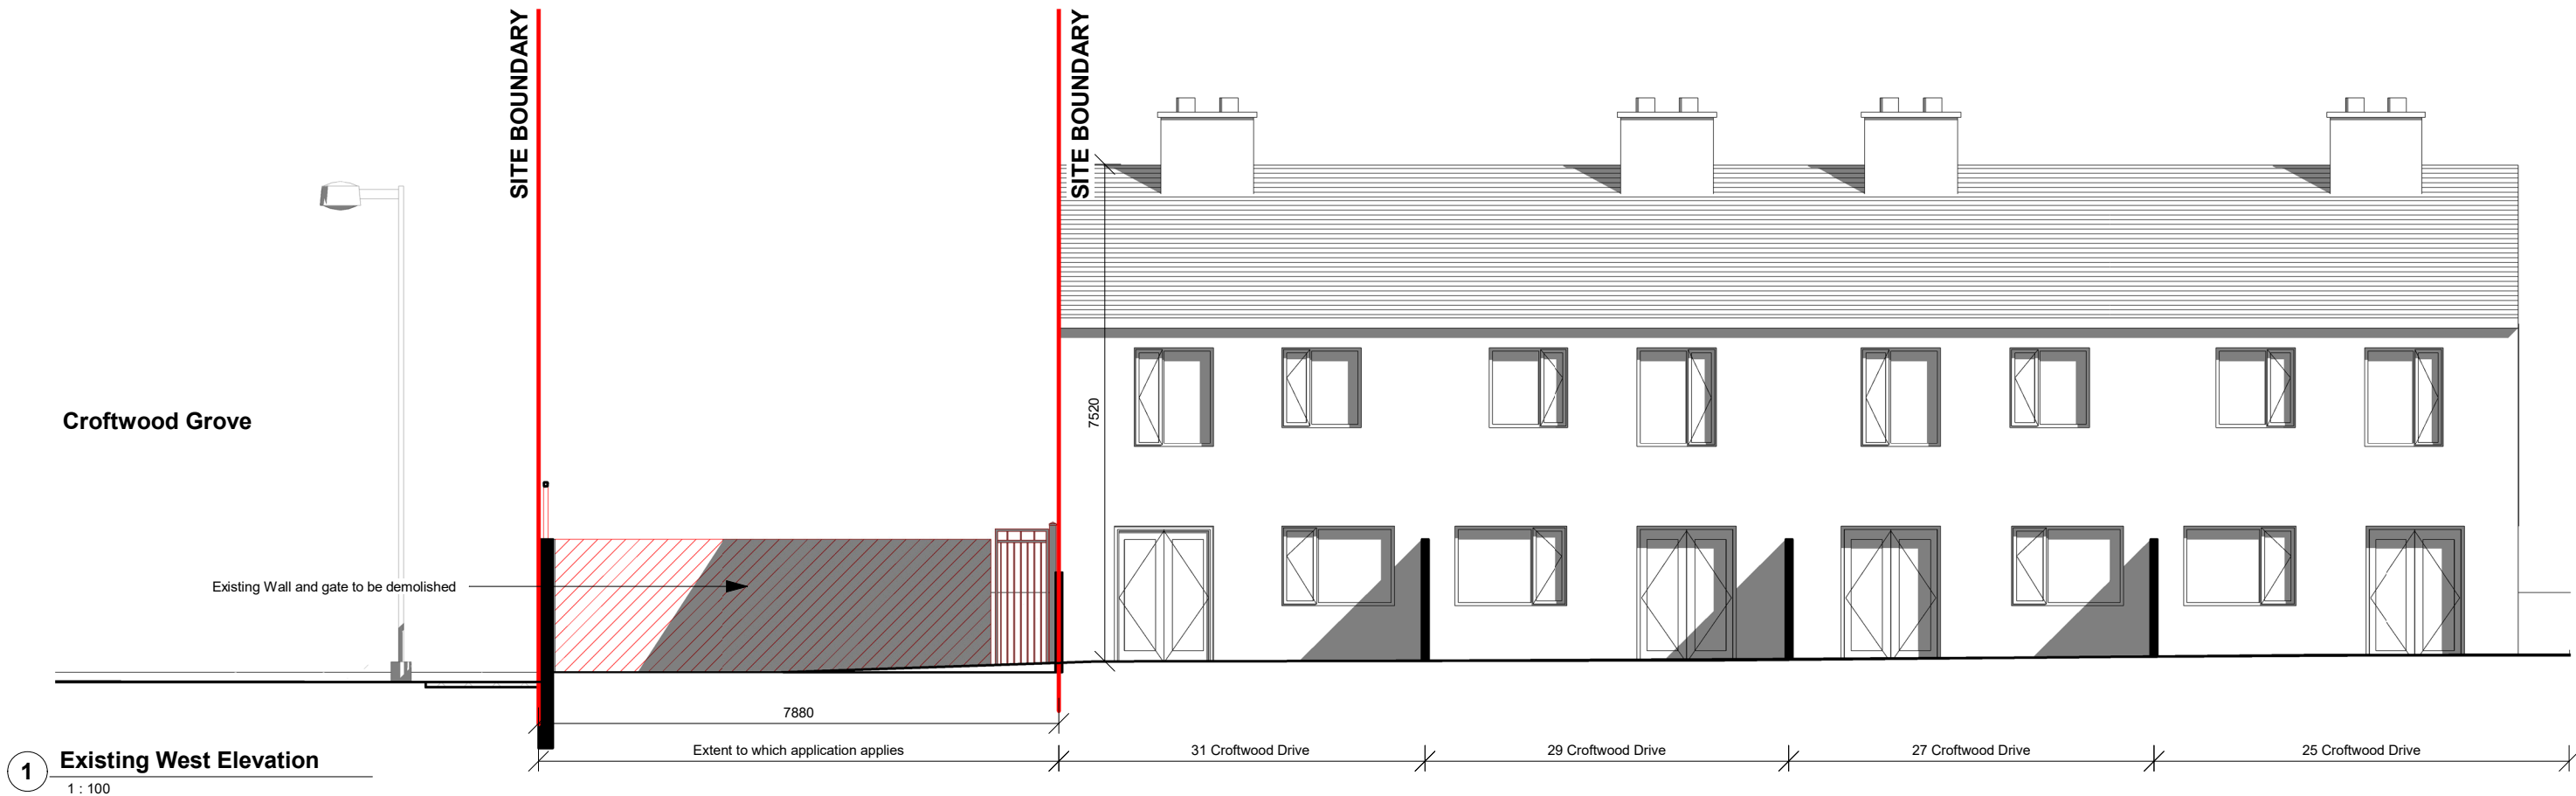 SITE BOUNDARY
SITE BOUNDARY
Croftwood Grove
7520
Existing Wall and gate to be demolished
7880
Extent to which application applies
31 Croftwood Drive
29 Croftwood Drive
27 Croftwood Drive
25 Croftwood Drive
1
Existing West Elevation
1 : 100